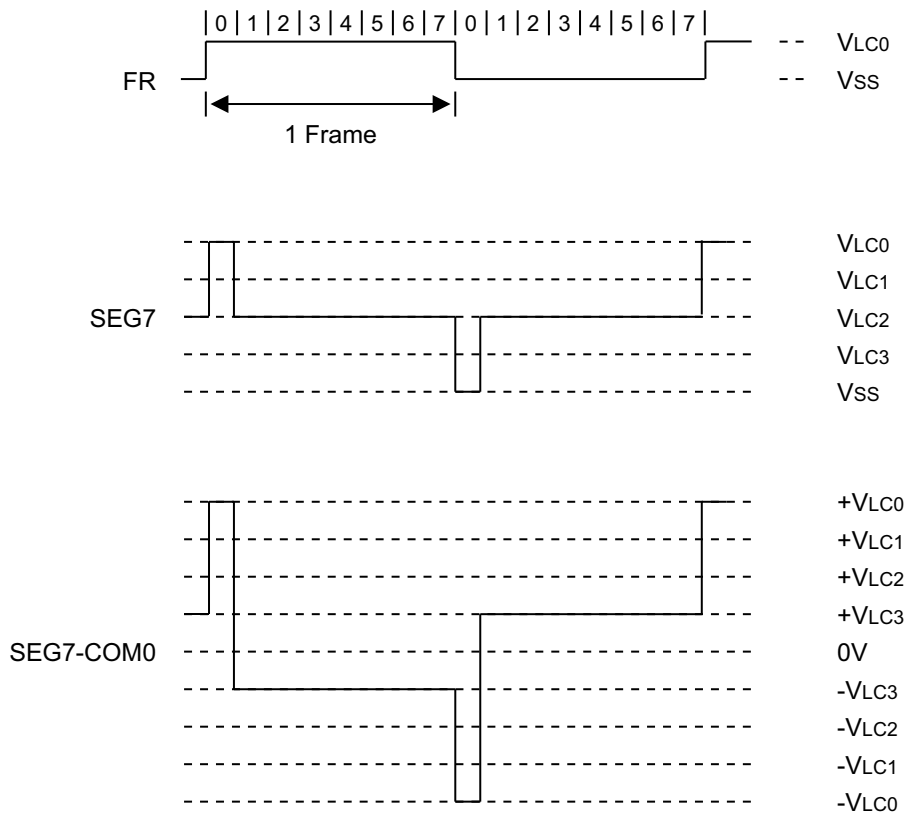 0 1 2 3 4 5 6 7 0 1 2 3 4 5 6 7
VLC0
FR
VSS
1 Frame
VLC0
VLC1
SEG7
VLC2
VLC3
VSS
+VLC0
+VLC1
+VLC2
+VLC3
SEG7-COM0
0V
-VLC3
-VLC2
-VLC1
-VLC0